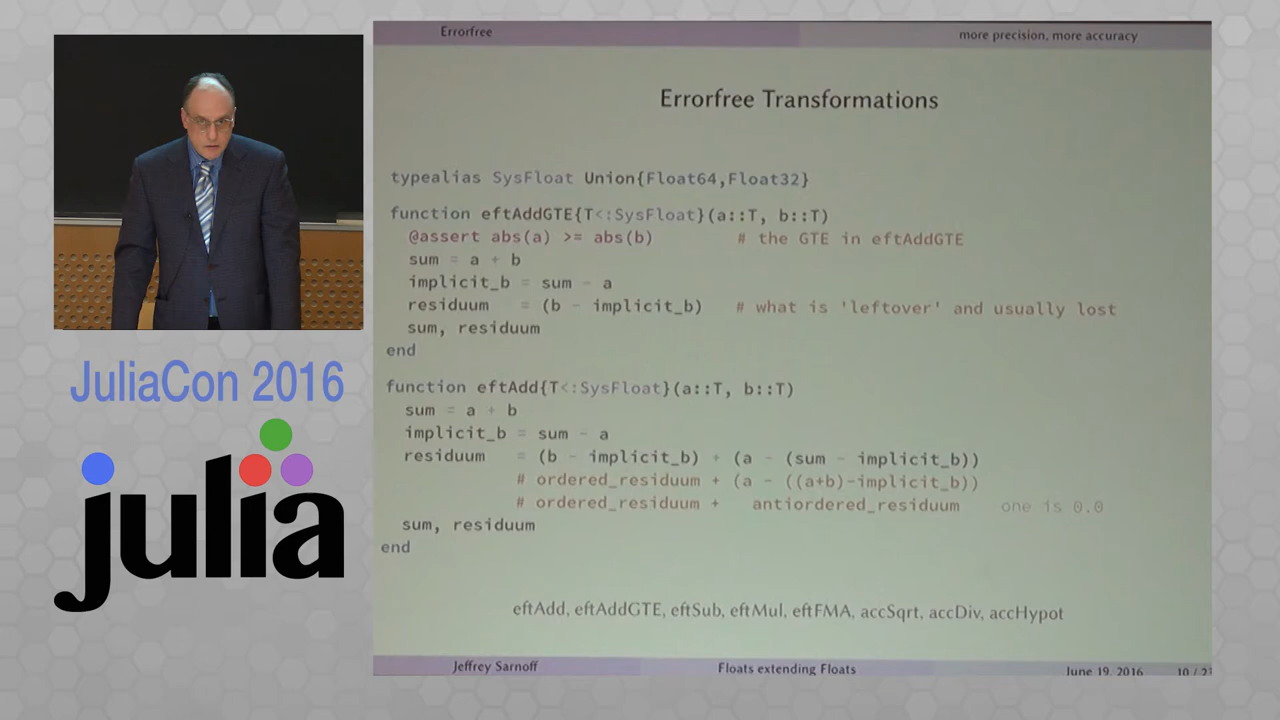 Errorfree
more precision, more accuracy
Errorfree Transformations
typealias SysFloat Union{Float64,Float32}
function eftAddGTE{T<:SysFloat}(a::T, b::T)
@assert abs(a) >= abs(b) # the GTE in eftAddGTE
sum = a + b
implicit_b = sum - a
residuum = (b - implicit_b) # what is 'leftover' and usually lost
sum, residuum
end
function eftAdd{T<:SysFloat}(a::T, b::T)
sum = a + b
implicit_b = sum - a
residuum = (b - implicit_b) + (a - (sum - implicit_b))
# ordered_residuum + (a - ((a+b)-implicit_b))
# ordered_residuum + antiordered_residuum one is 0.0
sum, residuum
end
eftAdd, eftAddGTE, eftSub, eftMul, eftFMA, accSqrt, accDiv, accHypot
Jeffrey Sarnoff
Floats extending Floats
June 19, 2016
10 / 2
JuliaCon 2016
julia